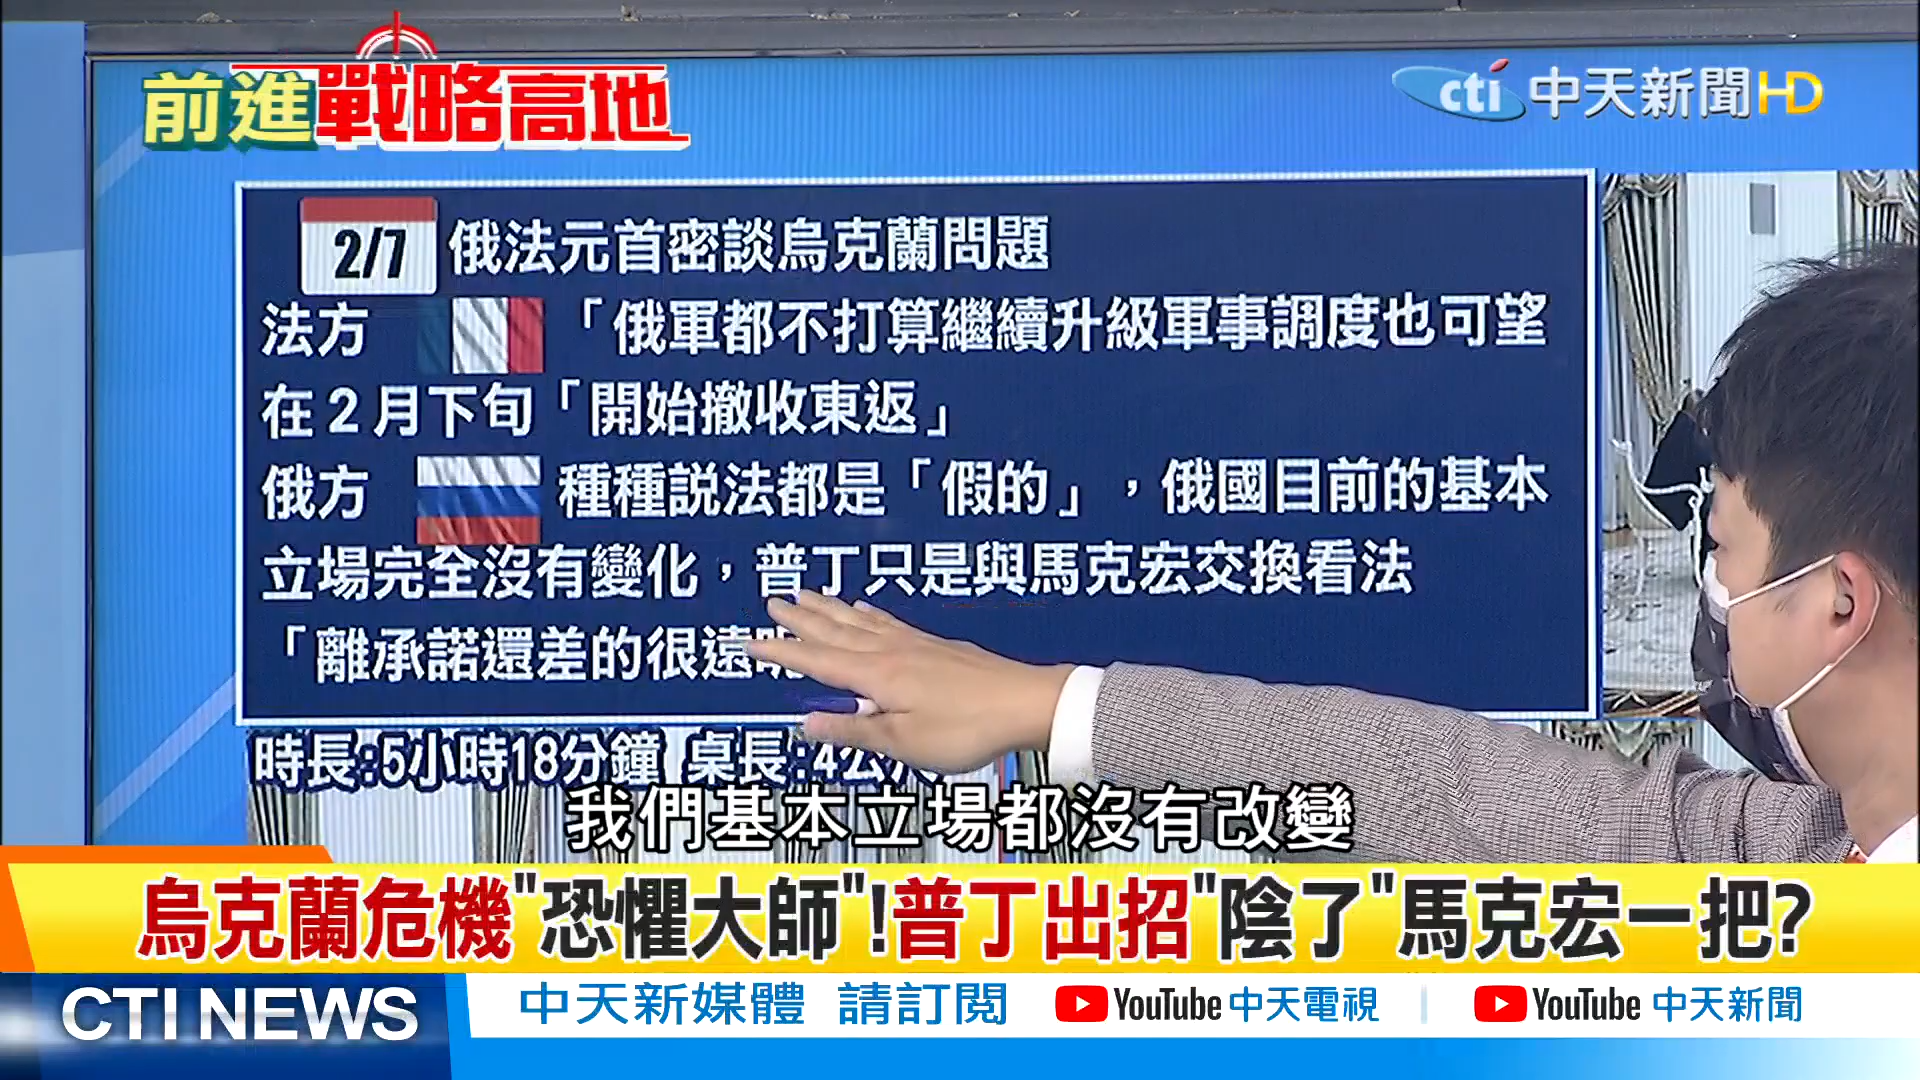 前進戰略高地
cti 中天新聞HD
2/7 俄法元首密談烏克蘭問題
法方 「俄軍都不打算繼續升級軍事調度也可望
在2月下旬「開始撤收東返」
俄方 種種説法都是「假的」，俄國目前的基本
立場完全沒有變化，普丁只是與馬克宏交換看法
「離承諾還差的很遠
時長:5小時18分鐘 桌長:4公
我們基本立場都沒有改變
烏克蘭危機"恐懼大師"!普丁出招"陰了"馬克宏一把?
CTI NEWS 中天新媒體 請訂閱 YouTube 中天電視 YouTube 中天新聞